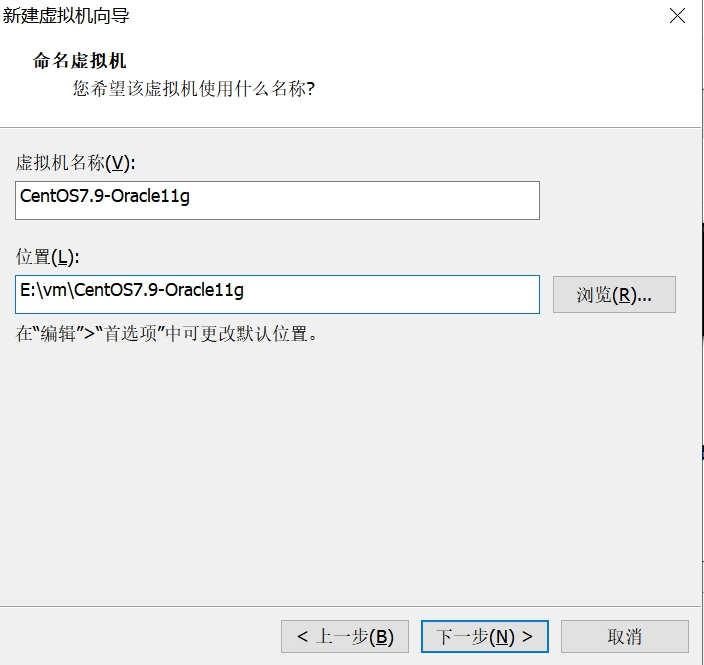 新建虚拟机向导
命名虚拟机
您希望该虚拟机使用什么名称?
虚拟机名称(V):
CentOS7.9-Oracle11g
位置(L):
E:\vm\CentOS7.9-Oracle11g
浏览(R)...
在“编辑”>“首选项”中可更改默认位置。
< 上一步(B)
下一步(N) >
取消